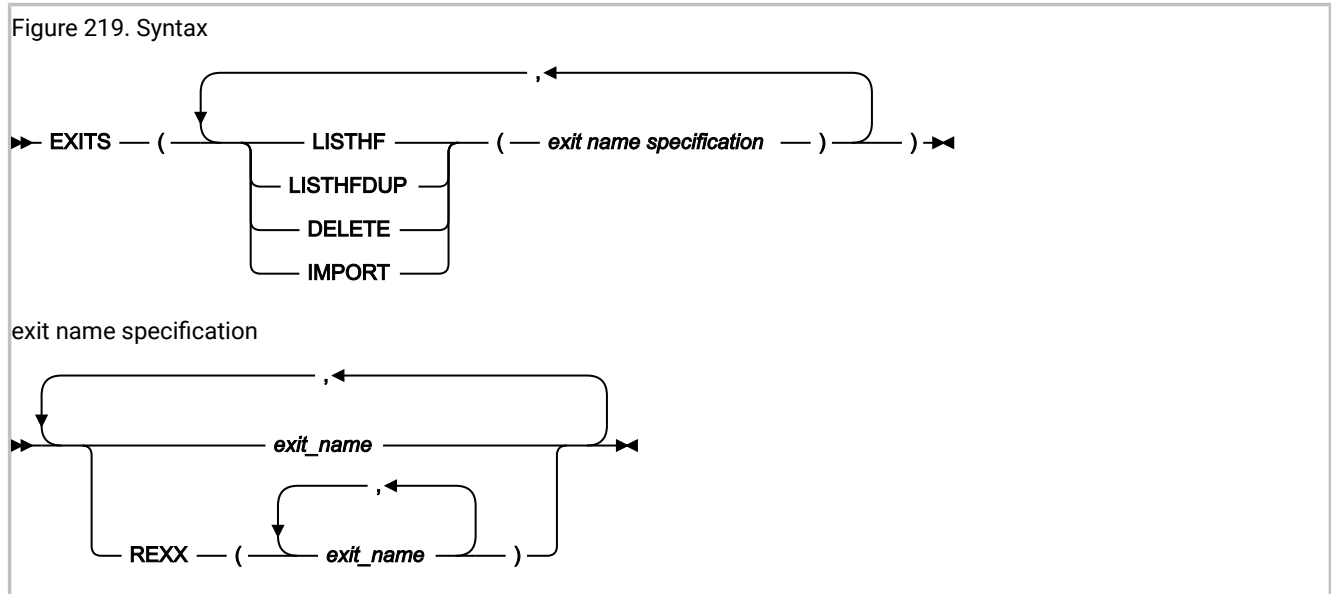 Figure 219. Syntax
,
EXITS ( LISTHF ( exit name specification ) )
LISTHFDUP
DELETE
IMPORT
exit name specification
,
exit_name
,
REXX ( exit_name )